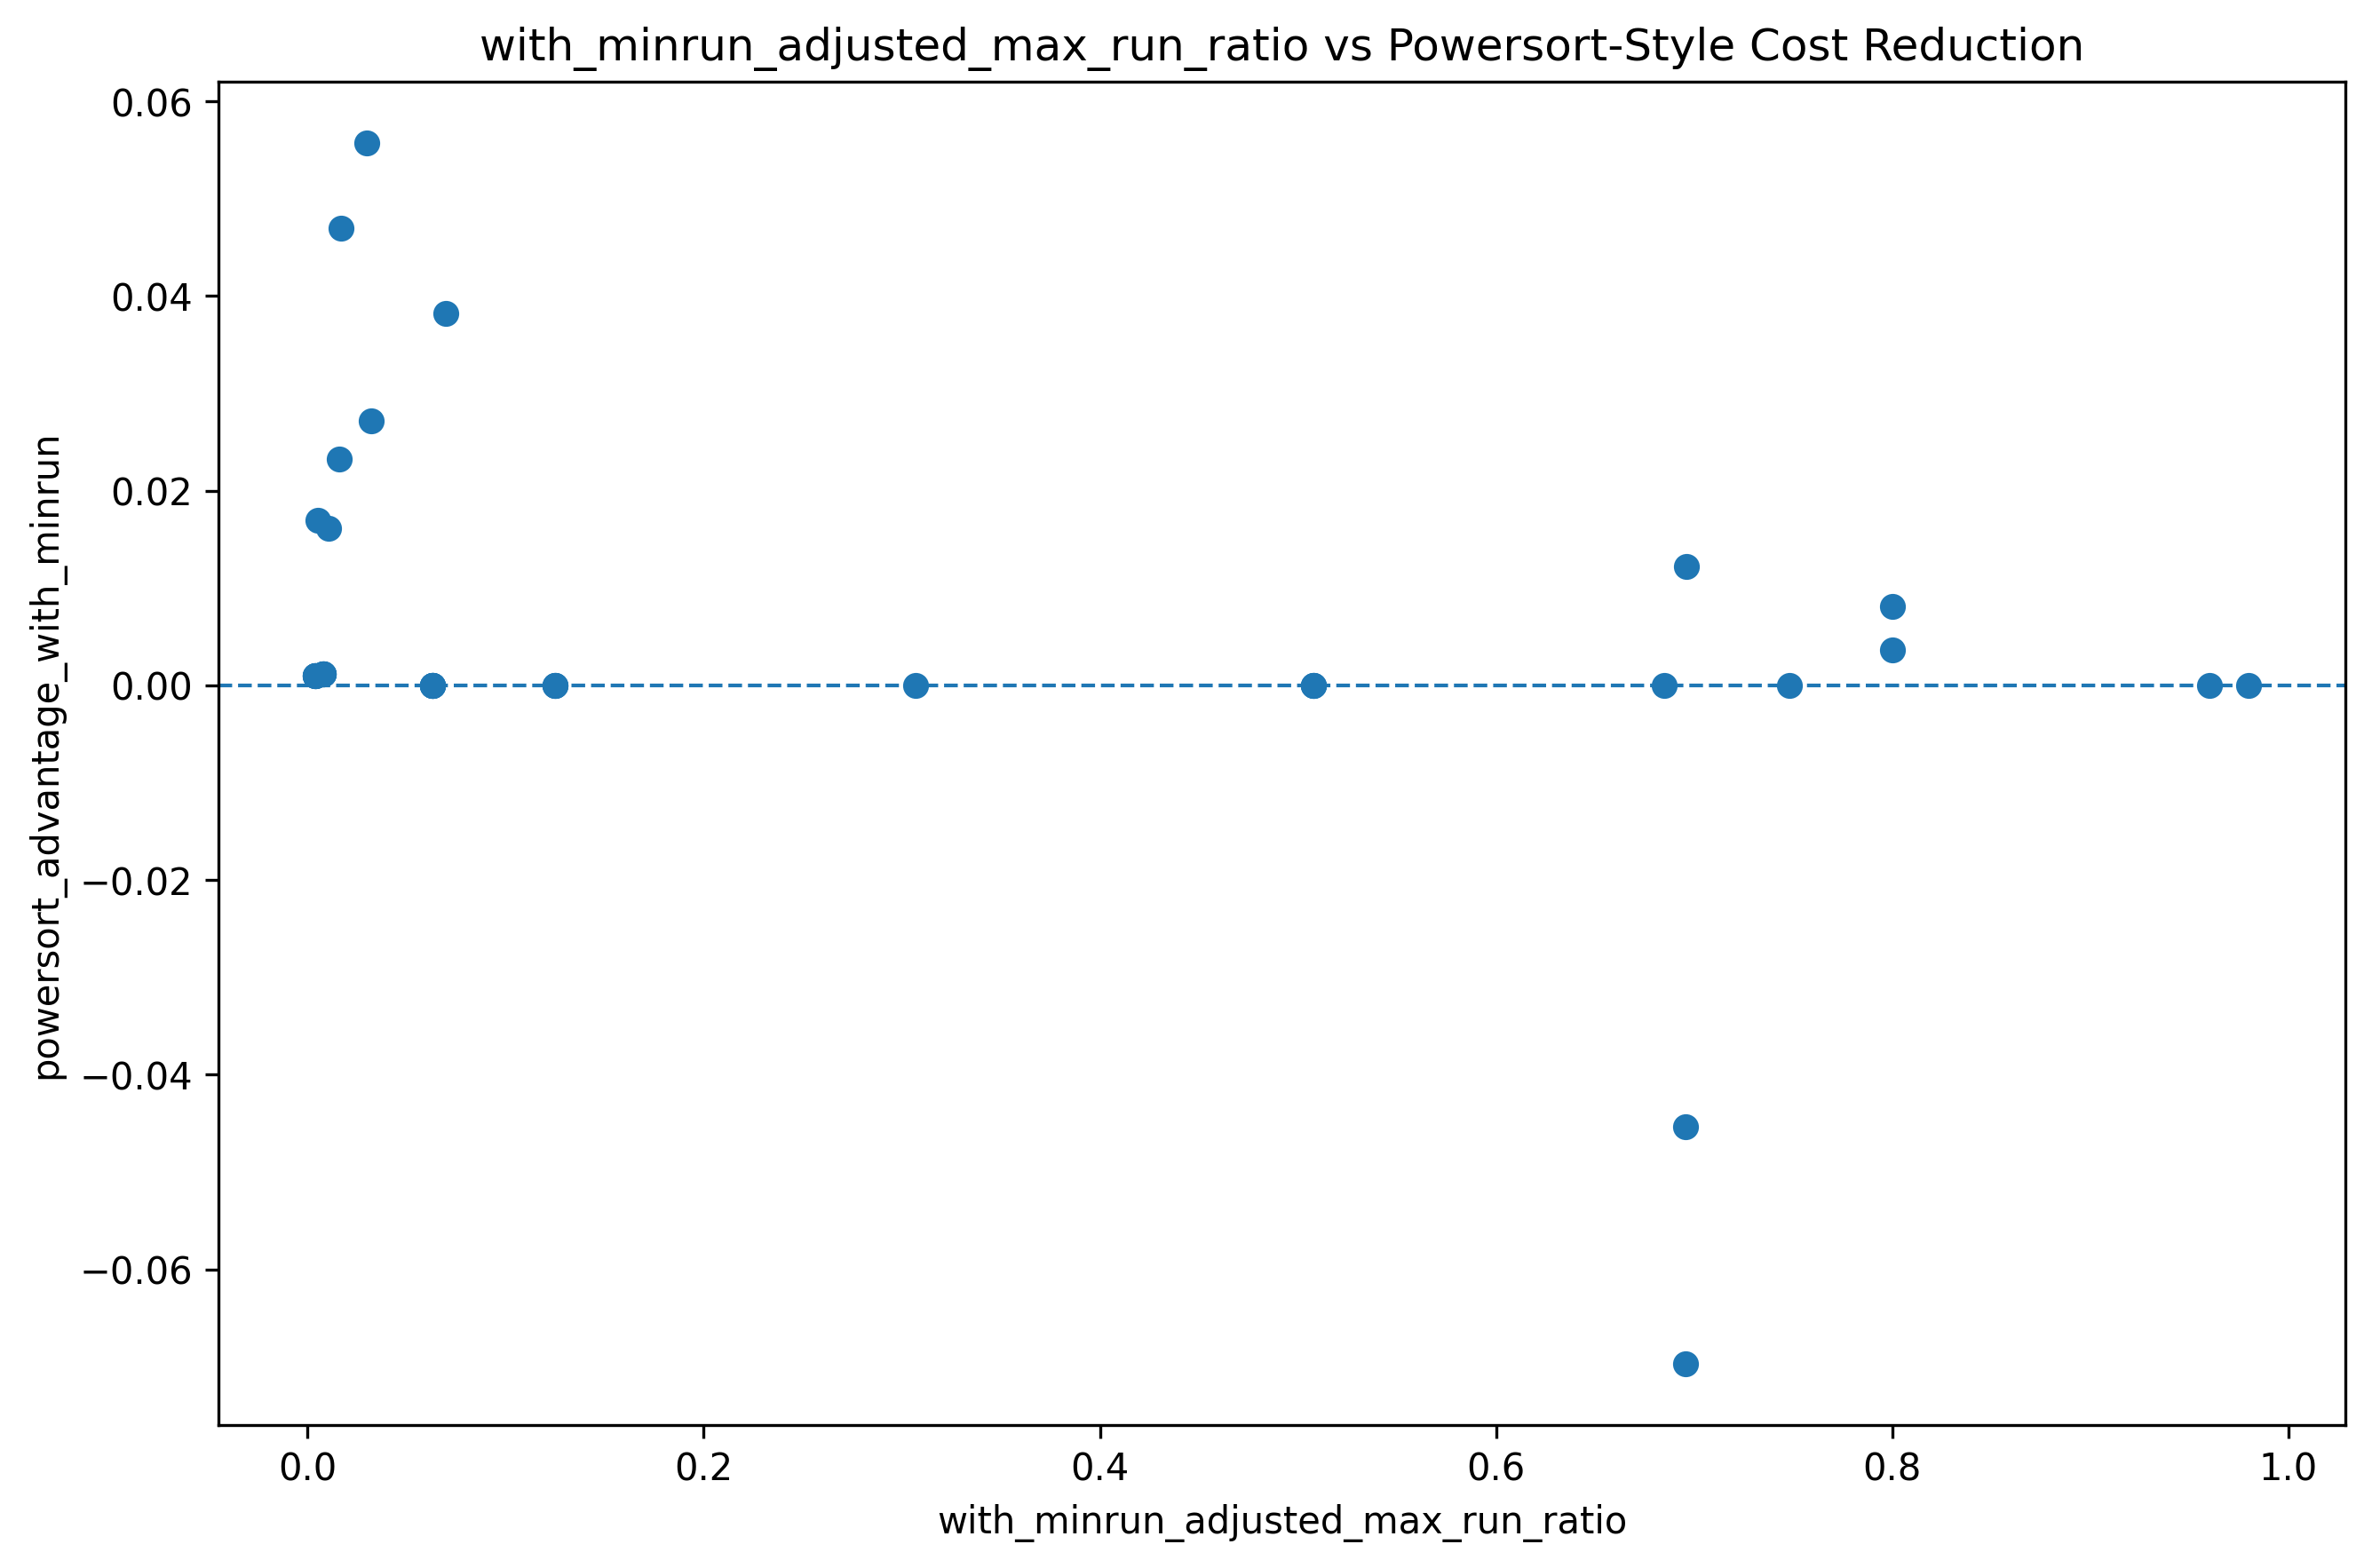 with_minrun_adjusted_max_run_ratio vs Powersort-Style Cost Reduction
powersort_advantage_with_minrun
0.06
0.04
0.02
0.00
−0.02
−0.04
−0.06
0.0 0.2 0.4 0.6 0.8 1.0
with_minrun_adjusted_max_run_ratio